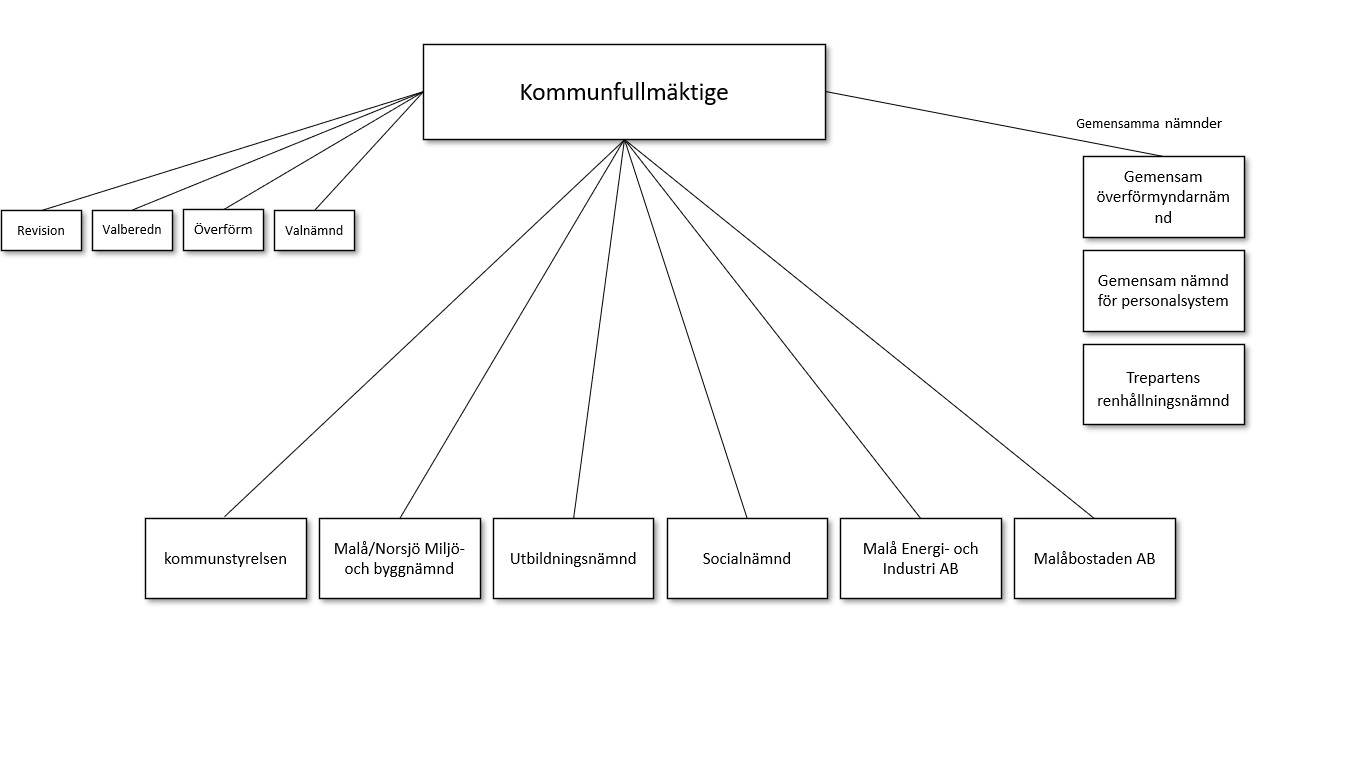 Kommunfullmäktige
Gemensamma nämnder
Gemensam
överförmyndarnäm
nd
Revision
Valberedn
Överförm
Valnämnd
Gemensam nämnd
för personalsystem
Trepartens
renhållningsnämnd
kommunstyrelsen
Malå/Norsjö Miljö-
och byggnämnd
Utbildningsnämnd
Socialnämnd
Malå Energi- och
Industri AB
Malåbostaden AB